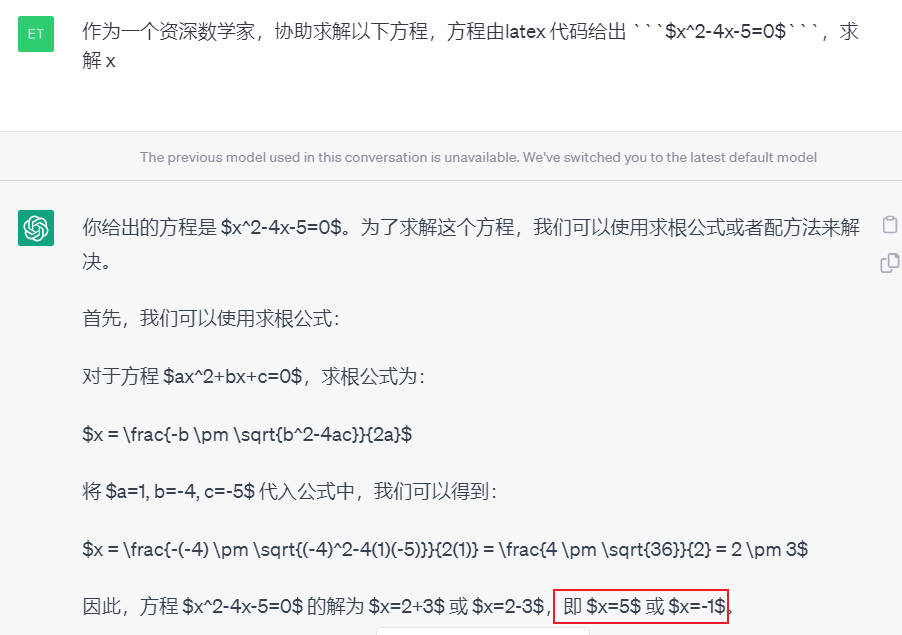 ET
作为一个资深数学家，协助求解以下方程，方程由latex 代码给出 ```$x^2-4x-5=0$```，求
解 x
The previous model used in this conversation is unavailable. We've switched you to the latest default model
你给出的方程是 $x^2-4x-5=0$。为了求解这个方程，我们可以使用求根公式或者配方法来解
决。
首先，我们可以使用求根公式：
对于方程 $ax^2+bx+c=0$，求根公式为：
$x = \frac{-b \pm \sqrt{b^2-4ac}}{2a}$
将 $a=1, b=-4, c=-5$ 代入公式中，我们可以得到：
$x = \frac{-(-4) \pm \sqrt{(-4)^2-4(1)(-5)}}{2(1)} = \frac{4 \pm \sqrt{36}}{2} = 2 \pm 3$
因此，方程 $x^2-4x-5=0$ 的解为 $x=2+3$ 或 $x=2-3$，即 $x=5$ 或 $x=-1$。